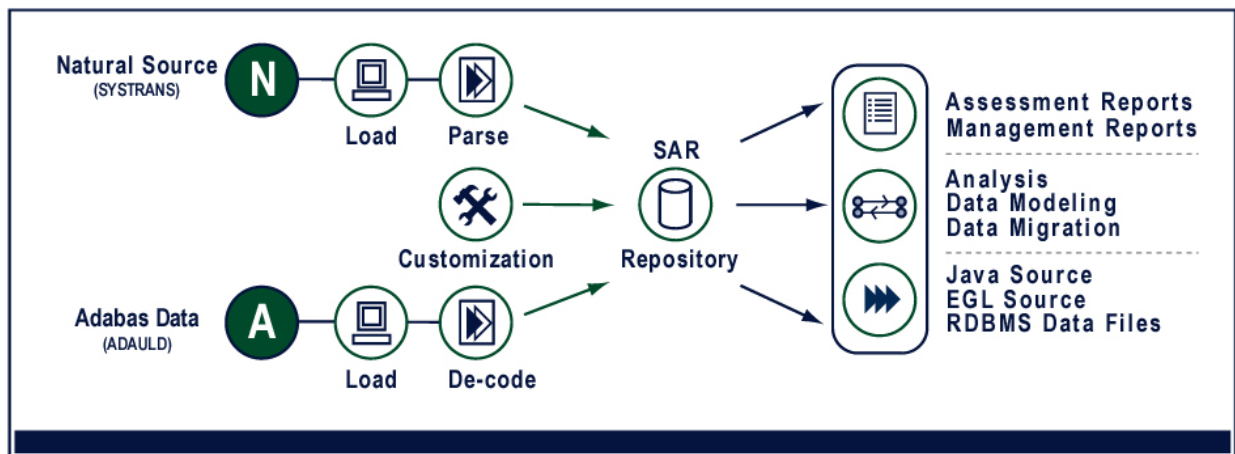 Natural Source
(SYSTRANS)
N
Load
Parse
Customization
Adabas Data
(ADAULD)
A
Load
De-code
SAR
Repository
Assessment Reports
Management Reports
Analysis
Data Modeling
Data Migration
Java Source
EGL Source
RDBMS Data Files